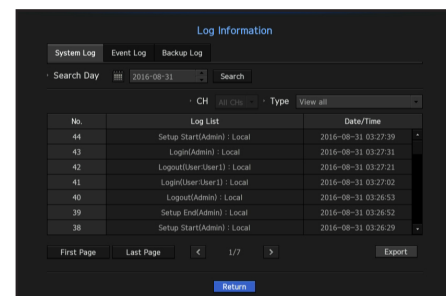 Log Information
System Log Event Log Backup Log
· Search Day 2016-08-31 Search
· CH All CHs · Type View all
No. Log List Date/Time
44 Setup Start(Admin) : Local 2016-08-31 03:27:39
43 Login(Admin) : Local 2016-08-31 03:27:31
42 Logout(User:User1) : Local 2016-08-31 03:27:21
41 Login(User:User1) : Local 2016-08-31 03:27:02
40 Logout(Admin) : Local 2016-08-31 03:26:53
39 Setup End(Admin) : Local 2016-08-31 03:26:52
38 Setup Start(Admin) : Local 2016-08-31 03:26:29
First Page Last Page < 1/7 > Export
Return